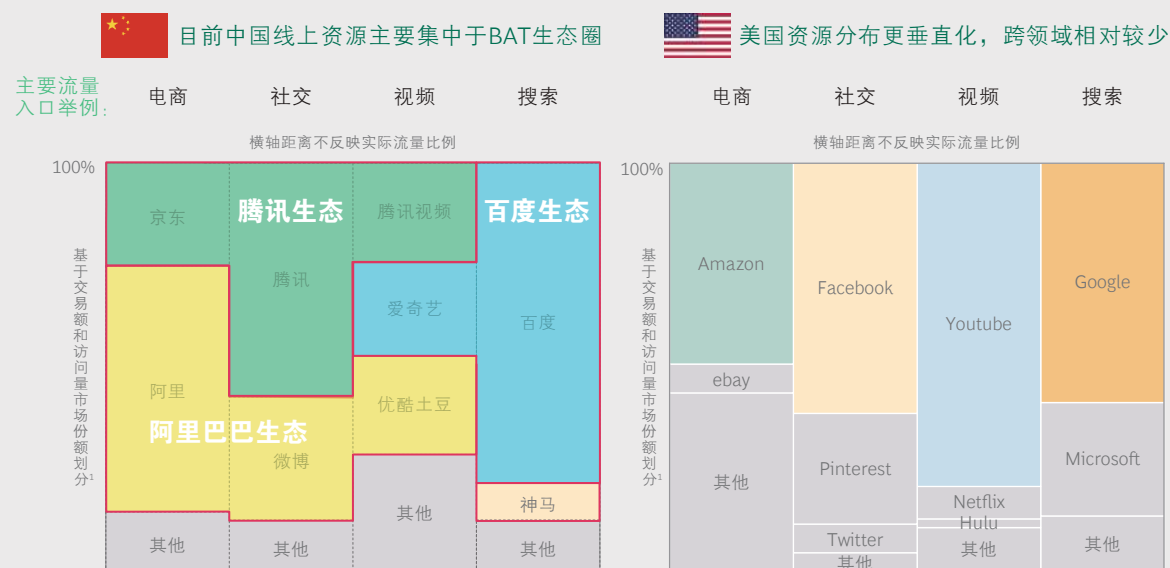 目前中国线上资源主要集中于BAT生态圈
主要流量
入口举例:
电商
社交
视频
搜索
横轴距离不反映实际流量比例
100%
基于交易额和访问量市场份额划分1
京东
腾讯生态
腾讯
腾讯视频
百度生态
爱奇艺
百度
阿里
阿里巴巴生态
微博
优酷土豆
神马
其他
其他
其他
其他
美国资源分布更垂直化，跨领域相对较少
电商
社交
视频
搜索
横轴距离不反映实际流量比例
100%
基于交易额和访问量市场份额划分1
Amazon
ebay
其他
Facebook
Pinterest
Twitter
其他
Youtube
Netflix
Hulu
其他
Google
Microsoft
其他